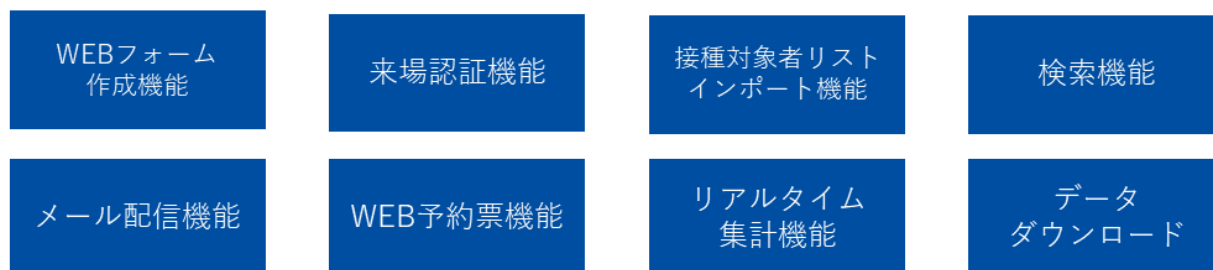 WEBフォーム
作成機能
来場認証機能
接種対象者リスト
インポート機能
検索機能
メール配信機能
WEB予約票機能
リアルタイム
集計機能
データ
ダウンロード